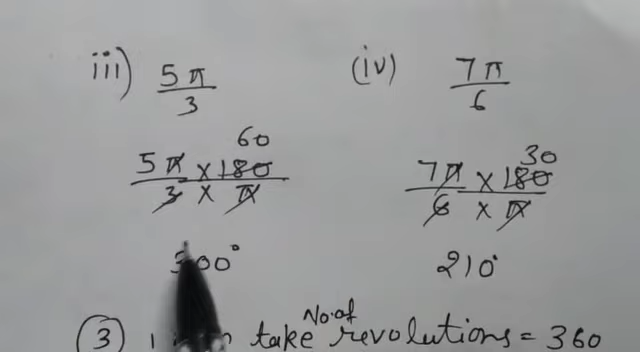 iii) 5π/3 (iv) 7π/6
60 30
5π × 180 / 3 × π 7π × 180 / 6 × π
300° 210°
No. of
(3) take revolutions = 360